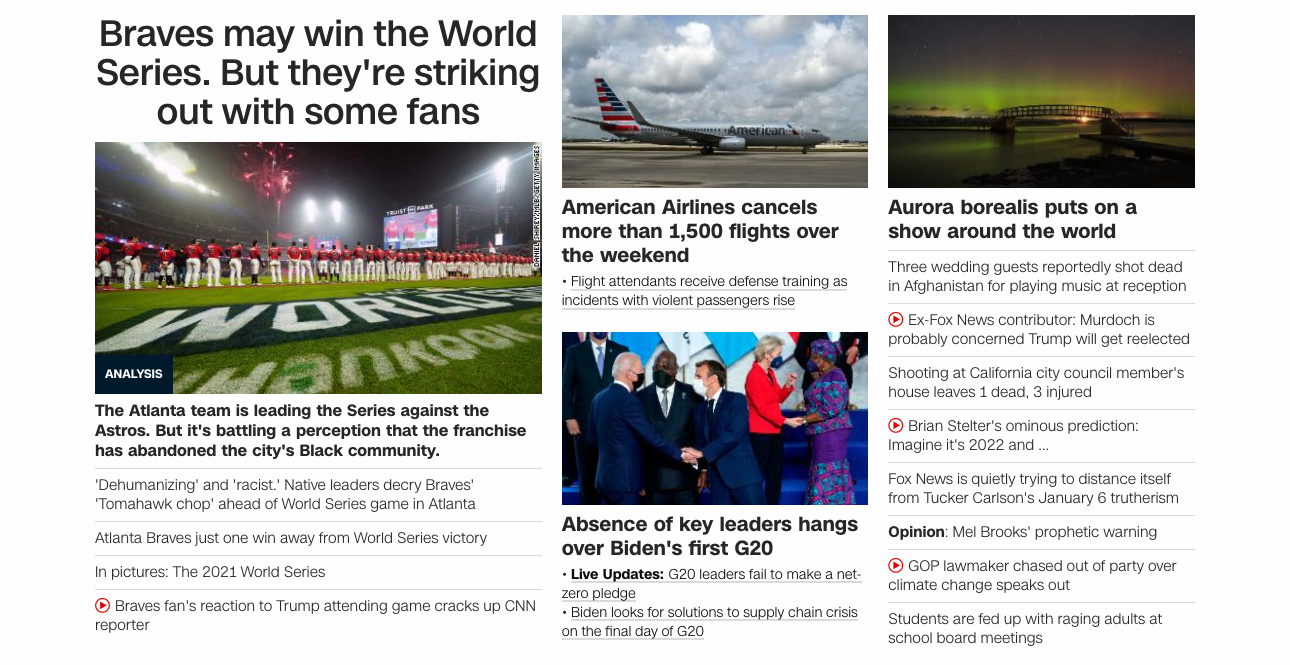 Braves may win the World
Series. But they're striking
out with some fans
TRUIST PARK
WORLD
Hankook
DANIEL SHIREY/MLB/GETTY IMAGES
ANALYSIS
The Atlanta team is leading the Series against the
Astros. But it's battling a perception that the franchise
has abandoned the city's Black community.
'Dehumanizing' and 'racist.' Native leaders decry Braves'
'Tomahawk chop' ahead of World Series game in Atlanta
Atlanta Braves just one win away from World Series victory
In pictures: The 2021 World Series
Braves fan's reaction to Trump attending game cracks up CNN
reporter
American
American Airlines cancels
more than 1,500 flights over
the weekend
• Flight attendants receive defense training as
incidents with violent passengers rise
Absence of key leaders hangs
over Biden's first G20
• Live Updates: G20 leaders fail to make a net-
zero pledge
• Biden looks for solutions to supply chain crisis
on the final day of G20
Aurora borealis puts on a
show around the world
Three wedding guests reportedly shot dead
in Afghanistan for playing music at reception
Ex-Fox News contributor: Murdoch is
probably concerned Trump will get reelected
Shooting at California city council member's
house leaves 1 dead, 3 injured
Brian Stelter's ominous prediction:
Imagine it's 2022 and ...
Fox News is quietly trying to distance itself
from Tucker Carlson's January 6 trutherism
Opinion: Mel Brooks' prophetic warning
GOP lawmaker chased out of party over
climate change speaks out
Students are fed up with raging adults at
school board meetings